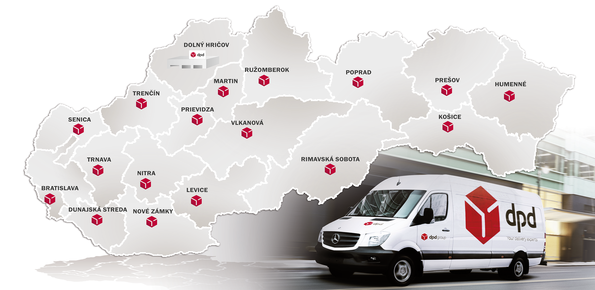 DOLNÝ HRIČOV
dpd
RUŽOMBEROK
MARTIN
POPRAD
PREŠOV
HUMENNÉ
TRENČÍN
PRIEVIDZA
VLKANOVÁ
KOŠICE
SENICA
TRNAVA
NITRA
RIMAVSKÁ SOBOTA
BRATISLAVA
LEVICE
DUNAJSKÁ STREDA
NOVÉ ZÁMKY
dpd
dpd